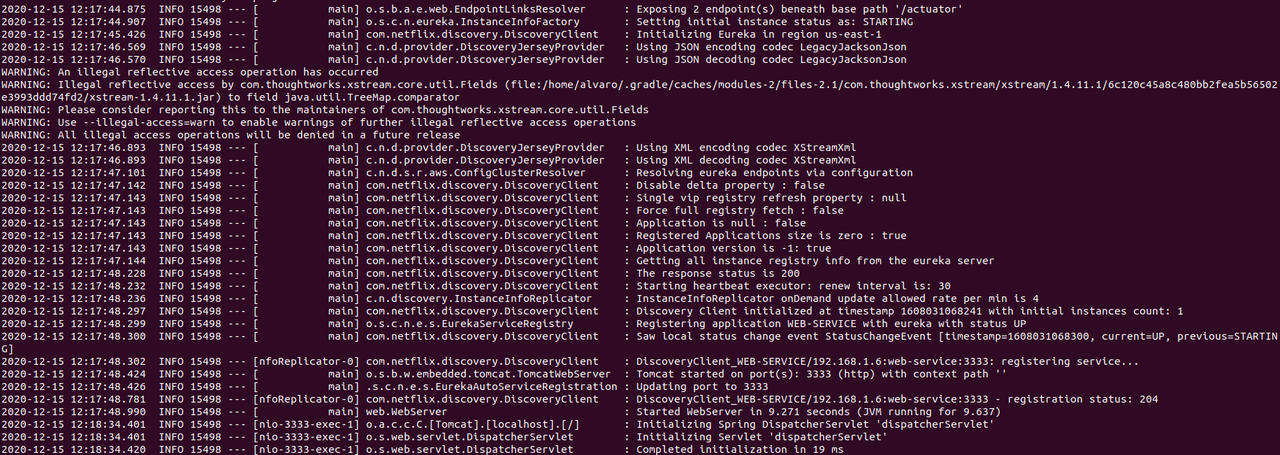 2020-12-15 12:17:44.875  INFO 15498 --- [           main] o.s.b.a.e.web.EndpointLinksResolver      : Exposing 2 endpoint(s) beneath base path '/actuator'
2020-12-15 12:17:44.907  INFO 15498 --- [           main] o.s.c.n.eureka.InstanceInfoFactory       : Setting initial instance status as: STARTING
2020-12-15 12:17:45.426  INFO 15498 --- [           main] com.netflix.discovery.DiscoveryClient    : Initializing Eureka in region us-east-1
2020-12-15 12:17:46.569  INFO 15498 --- [           main] c.n.d.provider.DiscoveryJerseyProvider   : Using JSON encoding codec LegacyJacksonJson
2020-12-15 12:17:46.570  INFO 15498 --- [           main] c.n.d.provider.DiscoveryJerseyProvider   : Using JSON decoding codec LegacyJacksonJson
WARNING: An illegal reflective access operation has occurred
WARNING: Illegal reflective access by com.thoughtworks.xstream.core.util.Fields (file:/home/alvaro/.gradle/caches/modules-2/files-2.1/com.thoughtworks.xstream/xstream/1.4.11.1/6c120c45a8c480bb2fea5b56502
e3993ddd74fd2/xstream-1.4.11.1.jar) to field java.util.TreeMap.comparator
WARNING: Please consider reporting this to the maintainers of com.thoughtworks.xstream.core.util.Fields
WARNING: Use --illegal-access=warn to enable warnings of further illegal reflective access operations
WARNING: All illegal access operations will be denied in a future release
2020-12-15 12:17:46.893  INFO 15498 --- [           main] c.n.d.provider.DiscoveryJerseyProvider   : Using XML encoding codec XStreamXml
2020-12-15 12:17:46.893  INFO 15498 --- [           main] c.n.d.provider.DiscoveryJerseyProvider   : Using XML decoding codec XStreamXml
2020-12-15 12:17:47.101  INFO 15498 --- [           main] c.n.d.s.r.aws.ConfigClusterResolver      : Resolving eureka endpoints via configuration
2020-12-15 12:17:47.142  INFO 15498 --- [           main] com.netflix.discovery.DiscoveryClient    : Disable delta property : false
2020-12-15 12:17:47.143  INFO 15498 --- [           main] com.netflix.discovery.DiscoveryClient    : Single vip registry refresh property : null
2020-12-15 12:17:47.143  INFO 15498 --- [           main] com.netflix.discovery.DiscoveryClient    : Force full registry fetch : false
2020-12-15 12:17:47.143  INFO 15498 --- [           main] com.netflix.discovery.DiscoveryClient    : Application is null : false
2020-12-15 12:17:47.143  INFO 15498 --- [           main] com.netflix.discovery.DiscoveryClient    : Registered Applications size is zero : true
2020-12-15 12:17:47.143  INFO 15498 --- [           main] com.netflix.discovery.DiscoveryClient    : Application version is -1: true
2020-12-15 12:17:47.144  INFO 15498 --- [           main] com.netflix.discovery.DiscoveryClient    : Getting all instance registry info from the eureka server
2020-12-15 12:17:48.228  INFO 15498 --- [           main] com.netflix.discovery.DiscoveryClient    : The response status is 200
2020-12-15 12:17:48.232  INFO 15498 --- [           main] com.netflix.discovery.DiscoveryClient    : Starting heartbeat executor: renew interval is: 30
2020-12-15 12:17:48.236  INFO 15498 --- [           main] c.n.discovery.InstanceInfoReplicator     : InstanceInfoReplicator onDemand update allowed rate per min is 4
2020-12-15 12:17:48.297  INFO 15498 --- [           main] com.netflix.discovery.DiscoveryClient    : Discovery Client initialized at timestamp 1608031068241 with initial instances count: 1
2020-12-15 12:17:48.299  INFO 15498 --- [           main] o.s.c.n.e.s.EurekaServiceRegistry        : Registering application WEB-SERVICE with eureka with status UP
2020-12-15 12:17:48.300  INFO 15498 --- [           main] com.netflix.discovery.DiscoveryClient    : Saw local status change event StatusChangeEvent [timestamp=1608031068300, current=UP, previous=STARTIN
G]
2020-12-15 12:17:48.302  INFO 15498 --- [nfoReplicator-0] com.netflix.discovery.DiscoveryClient    : DiscoveryClient_WEB-SERVICE/192.168.1.6:web-service:3333: registering service...
2020-12-15 12:17:48.424  INFO 15498 --- [           main] o.s.b.w.embedded.tomcat.TomcatWebServer  : Tomcat started on port(s): 3333 (http) with context path ''
2020-12-15 12:17:48.426  INFO 15498 --- [           main] .s.c.n.e.s.EurekaAutoServiceRegistration : Updating port to 3333
2020-12-15 12:17:48.781  INFO 15498 --- [nfoReplicator-0] com.netflix.discovery.DiscoveryClient    : DiscoveryClient_WEB-SERVICE/192.168.1.6:web-service:3333 - registration status: 204
2020-12-15 12:17:48.990  INFO 15498 --- [           main] web.WebServer                            : Started WebServer in 9.271 seconds (JVM running for 9.637)
2020-12-15 12:18:34.401  INFO 15498 --- [nio-3333-exec-1] o.a.c.c.C.[Tomcat].[localhost].[/]       : Initializing Spring DispatcherServlet 'dispatcherServlet'
2020-12-15 12:18:34.401  INFO 15498 --- [nio-3333-exec-1] o.s.web.servlet.DispatcherServlet        : Initializing Servlet 'dispatcherServlet'
2020-12-15 12:18:34.420  INFO 15498 --- [nio-3333-exec-1] o.s.web.servlet.DispatcherServlet        : Completed initialization in 19 ms